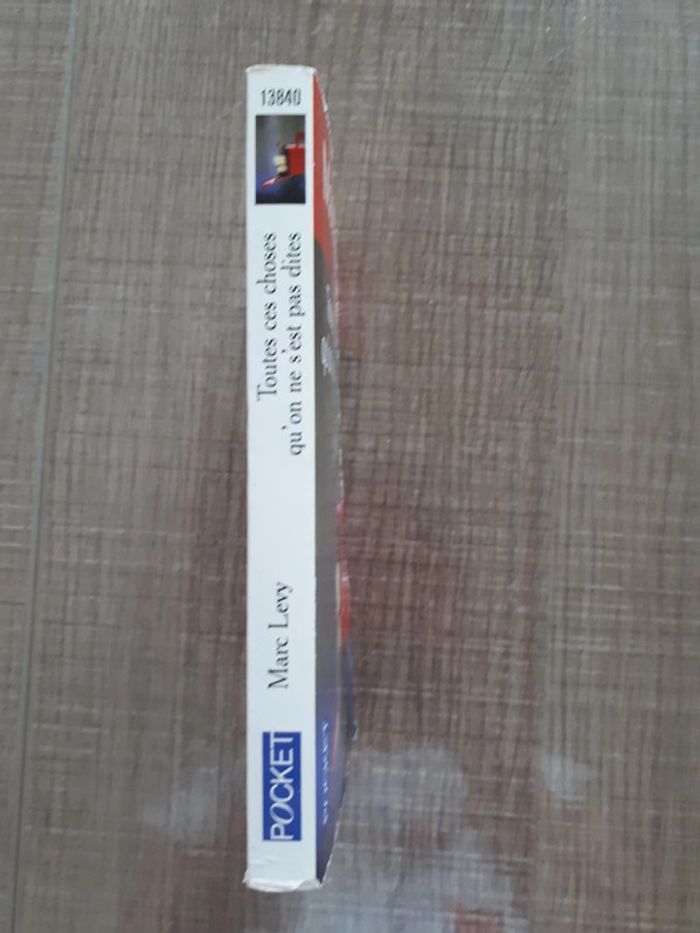 13840
Toutes ces choses
qu'on ne s'est pas dites
Marc Levy
POCKET